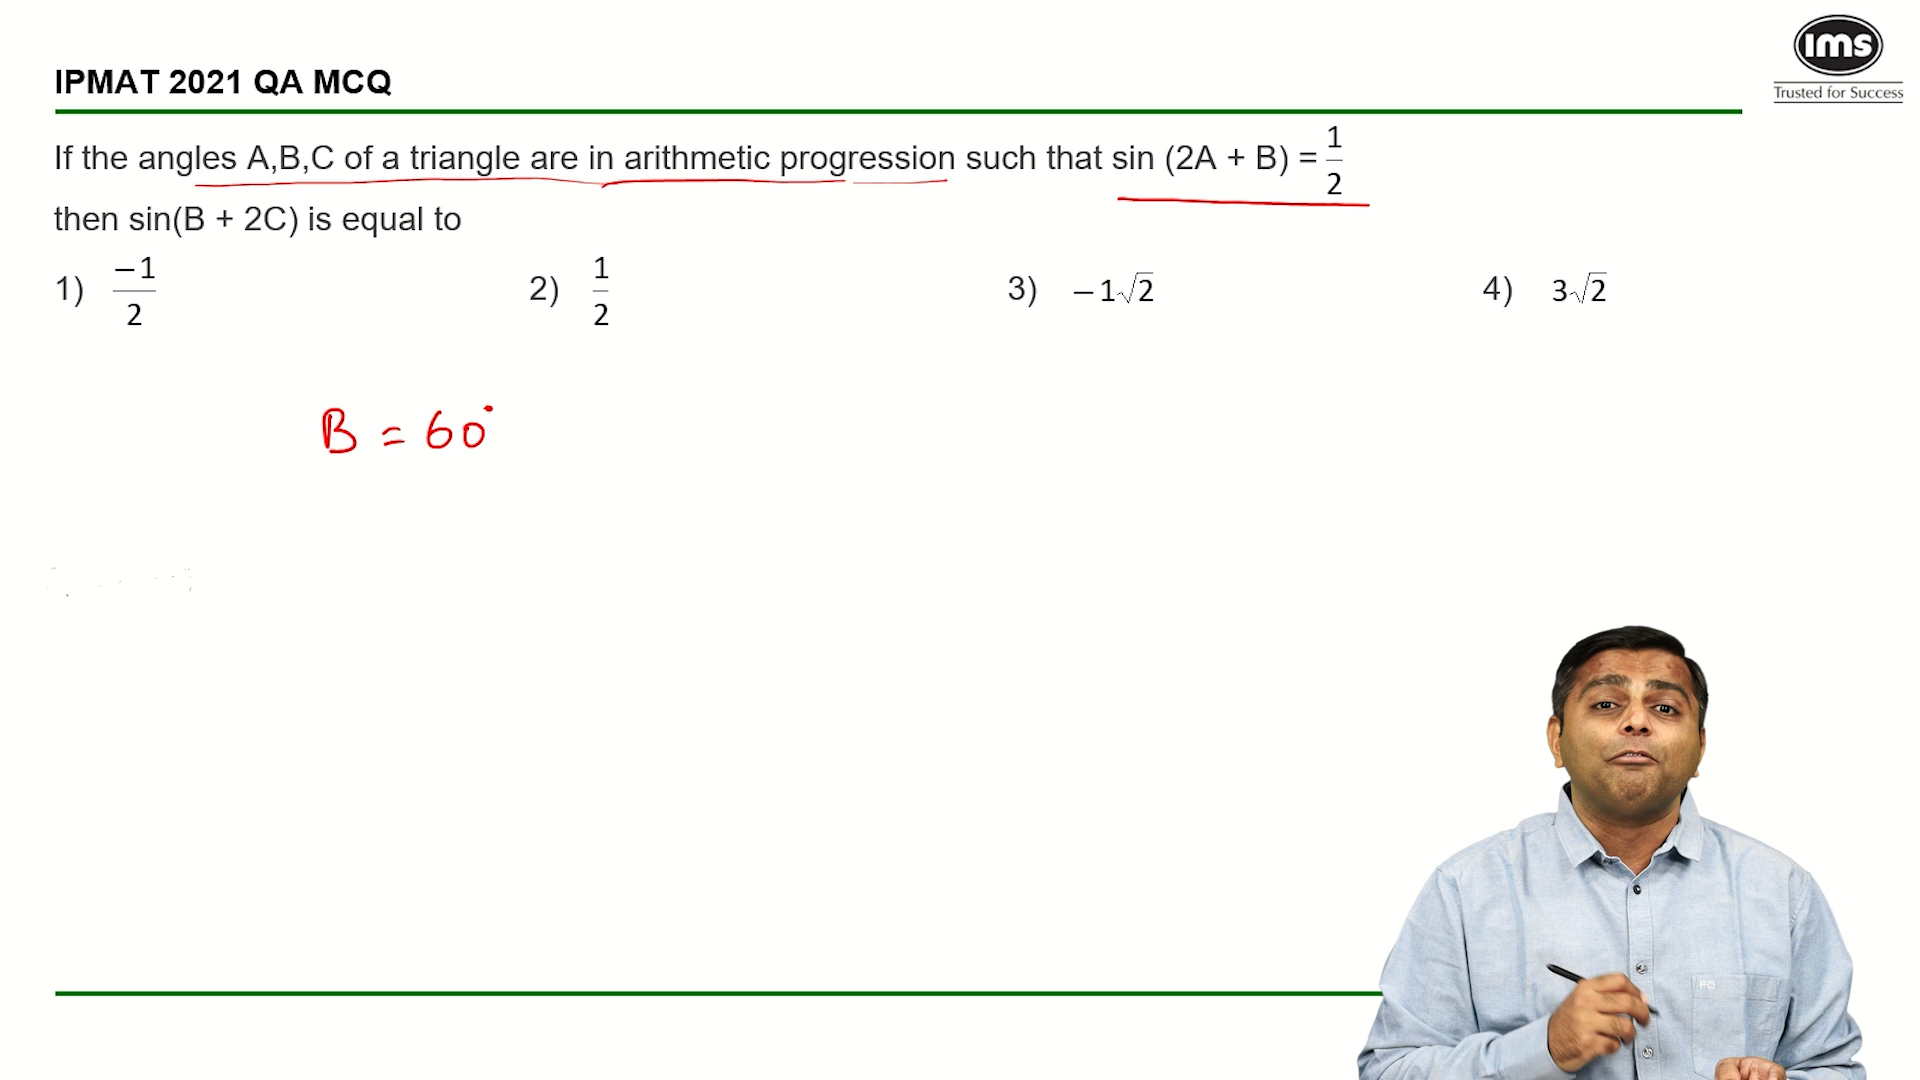 ims
Trusted for Success
IPMAT 2021 QA MCQ
If the angles A,B,C of a triangle are in arithmetic progression such that sin (2A + B) = 1/2
then sin(B + 2C) is equal to
1) −1/2 2) 1/2 3) −1√2 4) 3√2
B = 60°